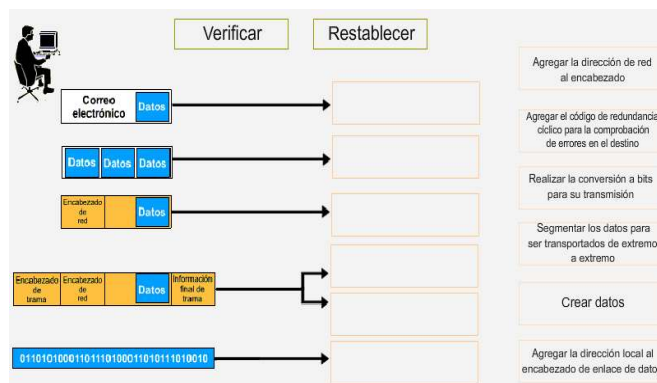 Verificar
Restablecer
Correo
electrónico
Datos
Datos
Datos
Datos
Encabezado
de
red
Datos
Encabezado
de
trama
Encabezado
de
red
Datos
Información
final de
trama
Agregar la dirección de red
al encabezado
Agregar el código de redundancia
cíclico para la comprobación
de errores en el destino
Realizar la conversión a bits
para su transmisión
Segmentar los datos para
ser transportados de extremo
a extremo
Crear datos
Agregar la dirección local al
encabezado de enlace de dato